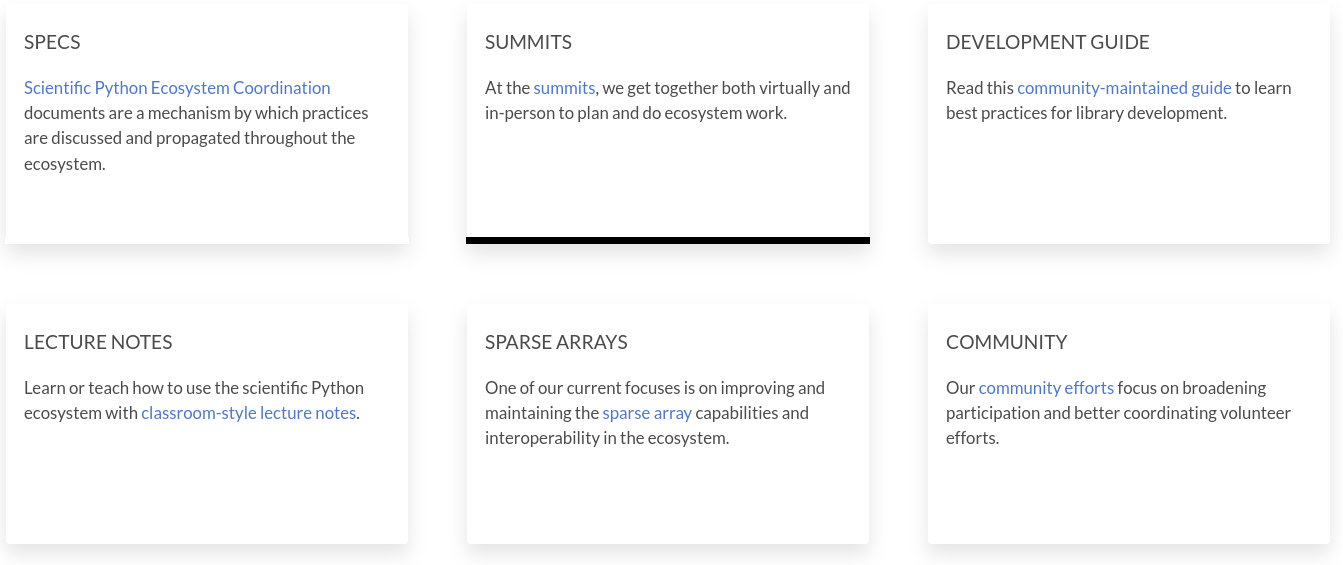 SPECS
Scientific Python Ecosystem Coordination
documents are a mechanism by which practices
are discussed and propagated throughout the
ecosystem.
SUMMITS
At the summits, we get together both virtually and
in-person to plan and do ecosystem work.
DEVELOPMENT GUIDE
Read this community-maintained guide to learn
best practices for library development.
LECTURE NOTES
Learn or teach how to use the scientific Python
ecosystem with classroom-style lecture notes.
SPARSE ARRAYS
One of our current focuses is on improving and
maintaining the sparse array capabilities and
interoperability in the ecosystem.
COMMUNITY
Our community efforts focus on broadening
participation and better coordinating volunteer
efforts.